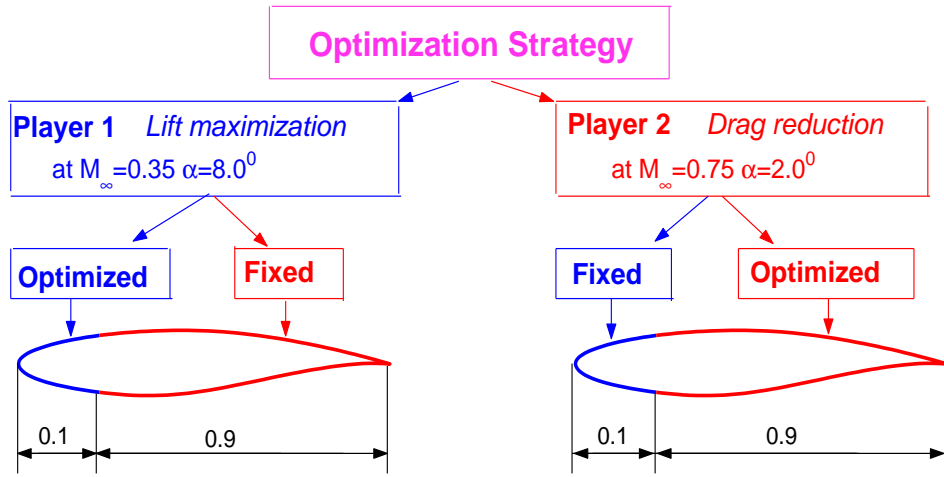 Optimization Strategy
Player 1 Lift maximization
at M∞=0.35 α=8.0⁰
Player 2 Drag reduction
at M∞=0.75 α=2.0⁰
Optimized
Fixed
Fixed
Optimized
0.1
0.9
0.1
0.9